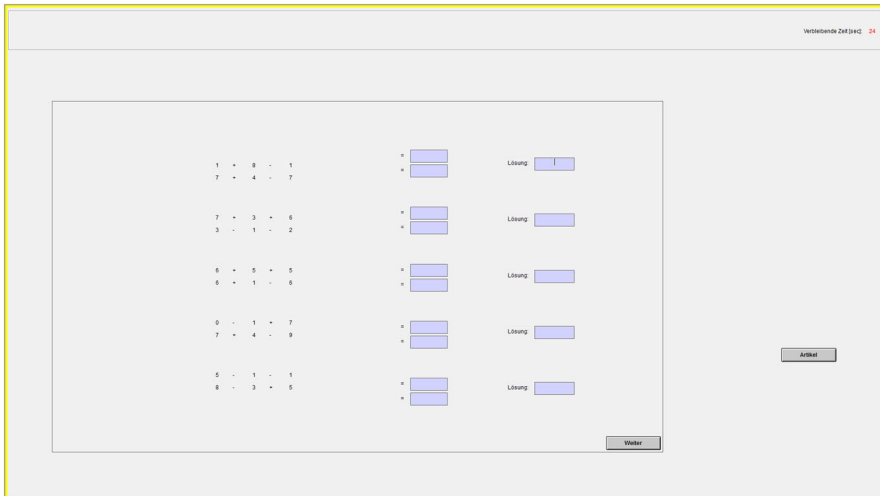 Verbleibende Zeit [sec]: 24
1 + 8 - 1 =
7 + 4 - 7 =
Lösung:
7 + 3 + 6 =
3 - 1 - 2 =
Lösung:
6 + 5 + 5 =
6 + 1 - 6 =
Lösung:
0 - 1 + 7 =
7 + 4 - 9 =
Lösung:
5 - 1 - 1 =
8 - 3 + 5 =
Lösung:
Artikel
Weiter